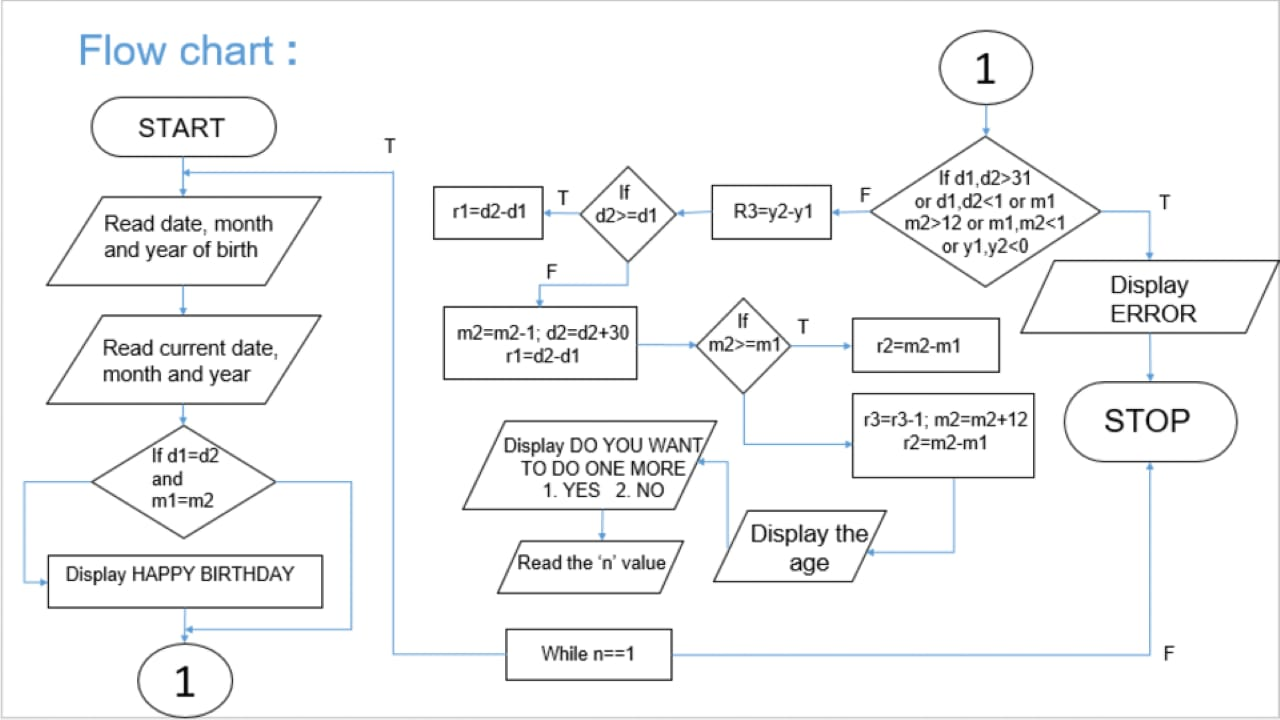 Flow chart :
START
Read date, month
and year of birth
Read current date,
month and year
If d1=d2
and
m1=m2
Display HAPPY BIRTHDAY
1
1
If d1,d2>31
or d1,d2<1 or m1
m2>12 or m1,m2<1
or y1,y2<0
T
Display
ERROR
STOP
F
R3=y2-y1
If
d2>=d1
T
r1=d2-d1
F
m2=m2-1; d2=d2+30
r1=d2-d1
If
m2>=m1
T
r2=m2-m1
r3=r3-1; m2=m2+12
r2=m2-m1
Display the
age
Display DO YOU WANT
TO DO ONE MORE
1. YES 2. NO
Read the ‘n’ value
While n==1
T
F